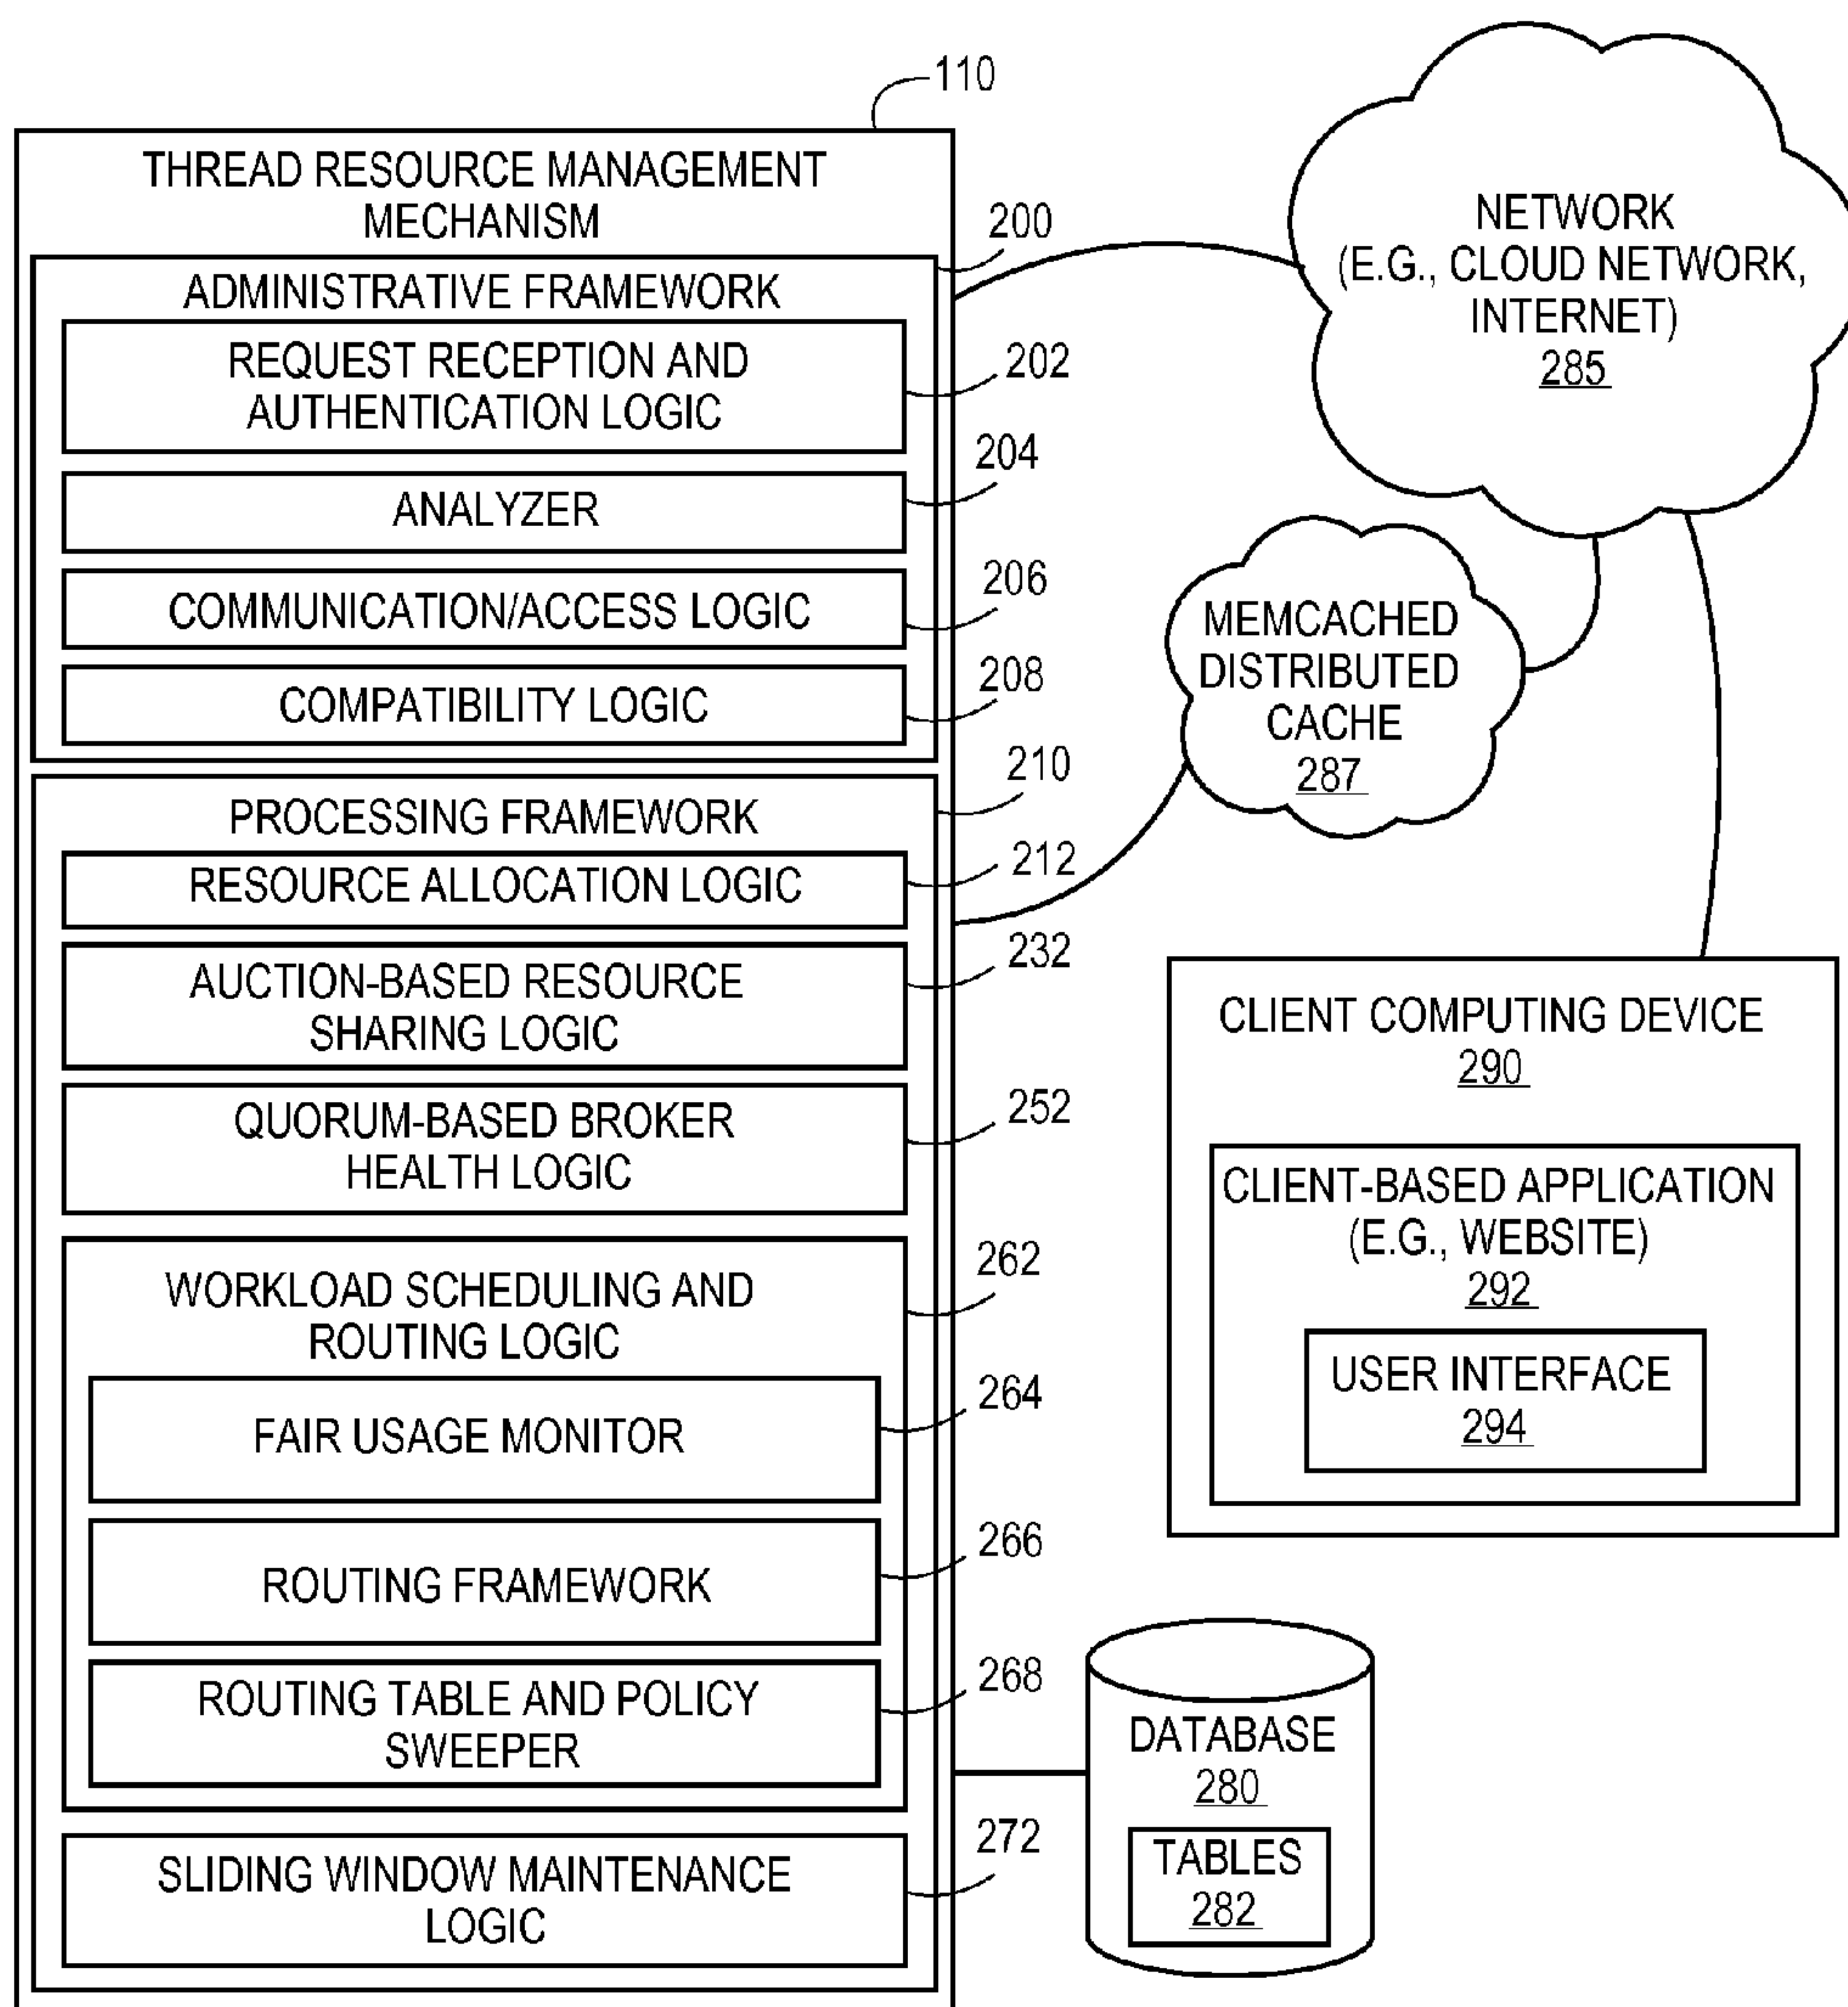 110
THREAD RESOURCE MANAGEMENT
MECHANISM
200
ADMINISTRATIVE FRAMEWORK
REQUEST RECEPTION AND
AUTHENTICATION LOGIC
202
204
ANALYZER
206
COMMUNICATION/ACCESS LOGIC
208
COMPATIBILITY LOGIC
210
PROCESSING FRAMEWORK
212
RESOURCE ALLOCATION LOGIC
232
AUCTION-BASED RESOURCE
SHARING LOGIC
252
QUORUM-BASED BROKER
HEALTH LOGIC
262
WORKLOAD SCHEDULING AND
ROUTING LOGIC
264
FAIR USAGE MONITOR
266
ROUTING FRAMEWORK
268
ROUTING TABLE AND POLICY
SWEEPER
272
SLIDING WINDOW MAINTENANCE
LOGIC
NETWORK
(E.G., CLOUD NETWORK,
INTERNET)
285
MEMCACHED
DISTRIBUTED
CACHE
287
CLIENT COMPUTING DEVICE
290
CLIENT-BASED APPLICATION
(E.G., WEBSITE)
292
USER INTERFACE
294
DATABASE
280
TABLES
282